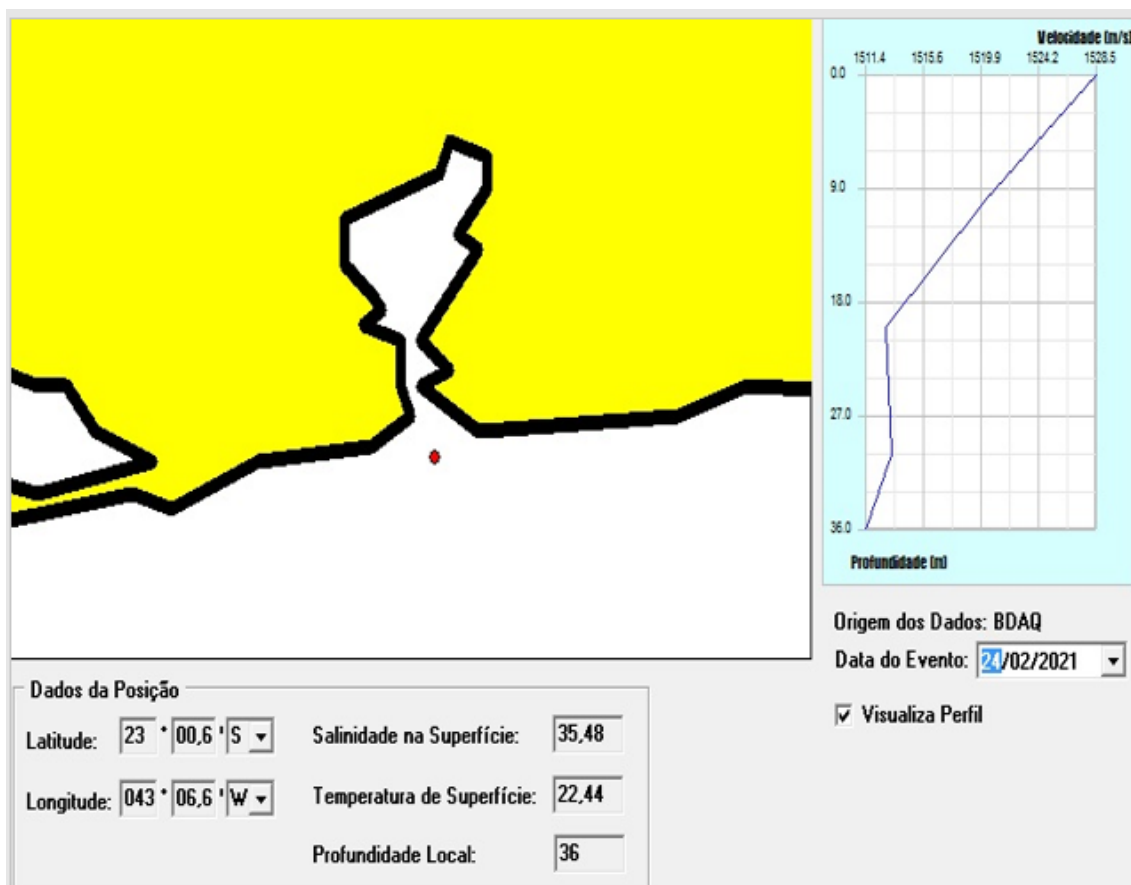 Velocidade (m/s)
1511.4 1515.6 1519.9 1524.2 1528.5
0.0
9.0
18.0
27.0
36.0
Profundidade (m)
Origem dos Dados: BDAQ
Data do Evento: 24/02/2021
Visualiza Perfil
Dados da Posição
Latitude: 23 ° 00,6 ' S
Salinidade na Superfície: 35,48
Longitude: 043 ° 06,6 ' W
Temperatura de Superfície: 22,44
Profundidade Local: 36